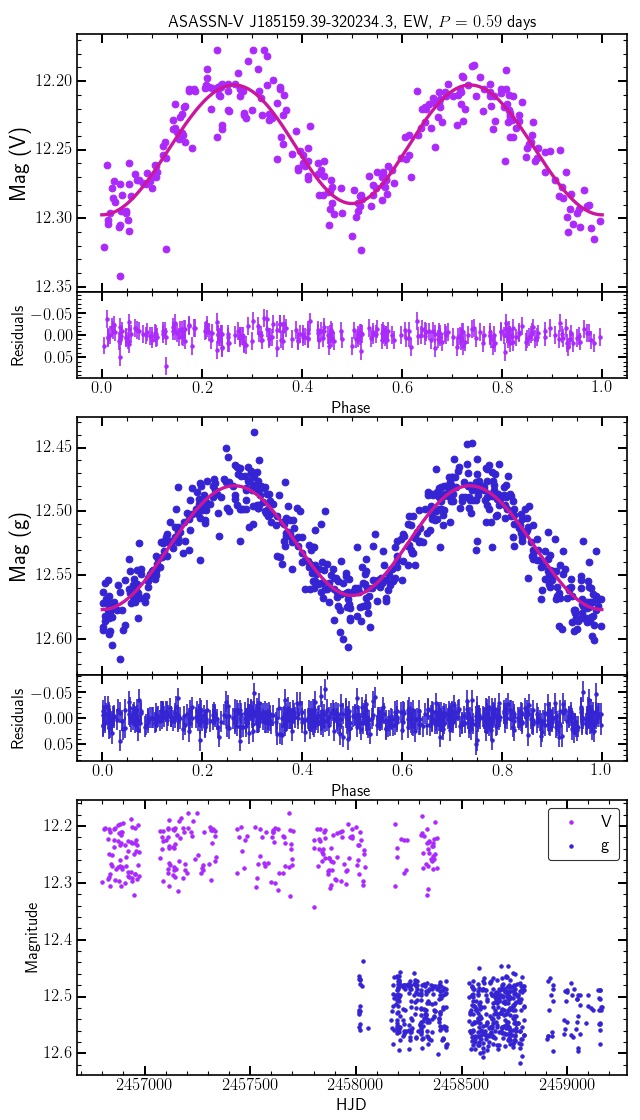 ASASSN-V J185159.39-320234.3, EW, P = 0.59 days
Mag (V)
12.20
12.25
12.30
12.35
Residuals
−0.05
0.00
0.05
0.0 0.2 0.4 0.6 0.8 1.0
Phase
Mag (g)
12.45
12.50
12.55
12.60
Residuals
−0.05
0.00
0.05
0.0 0.2 0.4 0.6 0.8 1.0
Phase
Magnitude
12.2
12.3
12.4
12.5
12.6
V
g
2457000 2457500 2458000 2458500 2459000
HJD